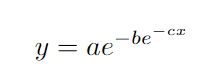 y = ae^{-be^{-cx}}